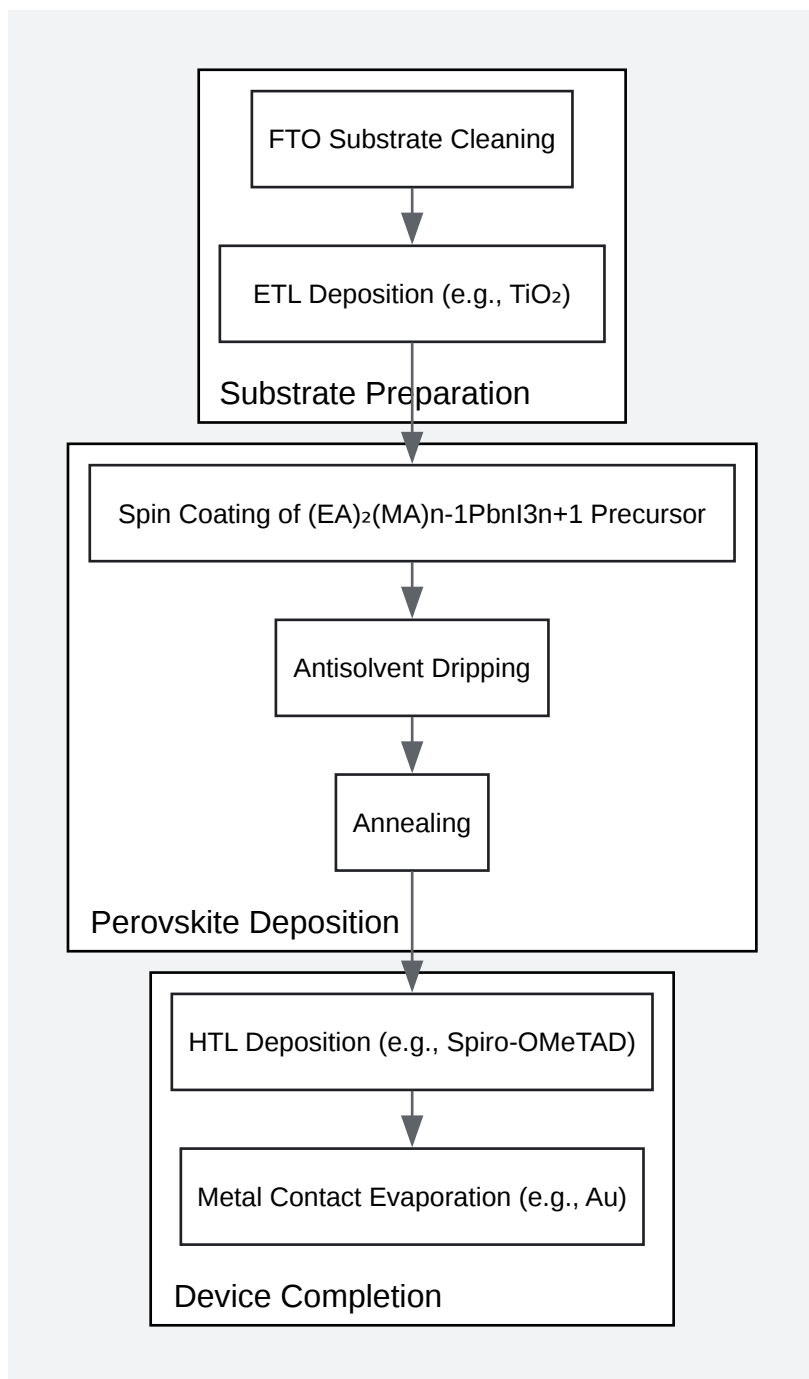 FTO Substrate Cleaning
ETL Deposition (e.g., TiO₂)
Substrate Preparation
Spin Coating of (EA)₂(MA)n-1PbnI3n+1 Precursor
Antisolvent Dripping
Annealing
Perovskite Deposition
HTL Deposition (e.g., Spiro-OMeTAD)
Metal Contact Evaporation (e.g., Au)
Device Completion